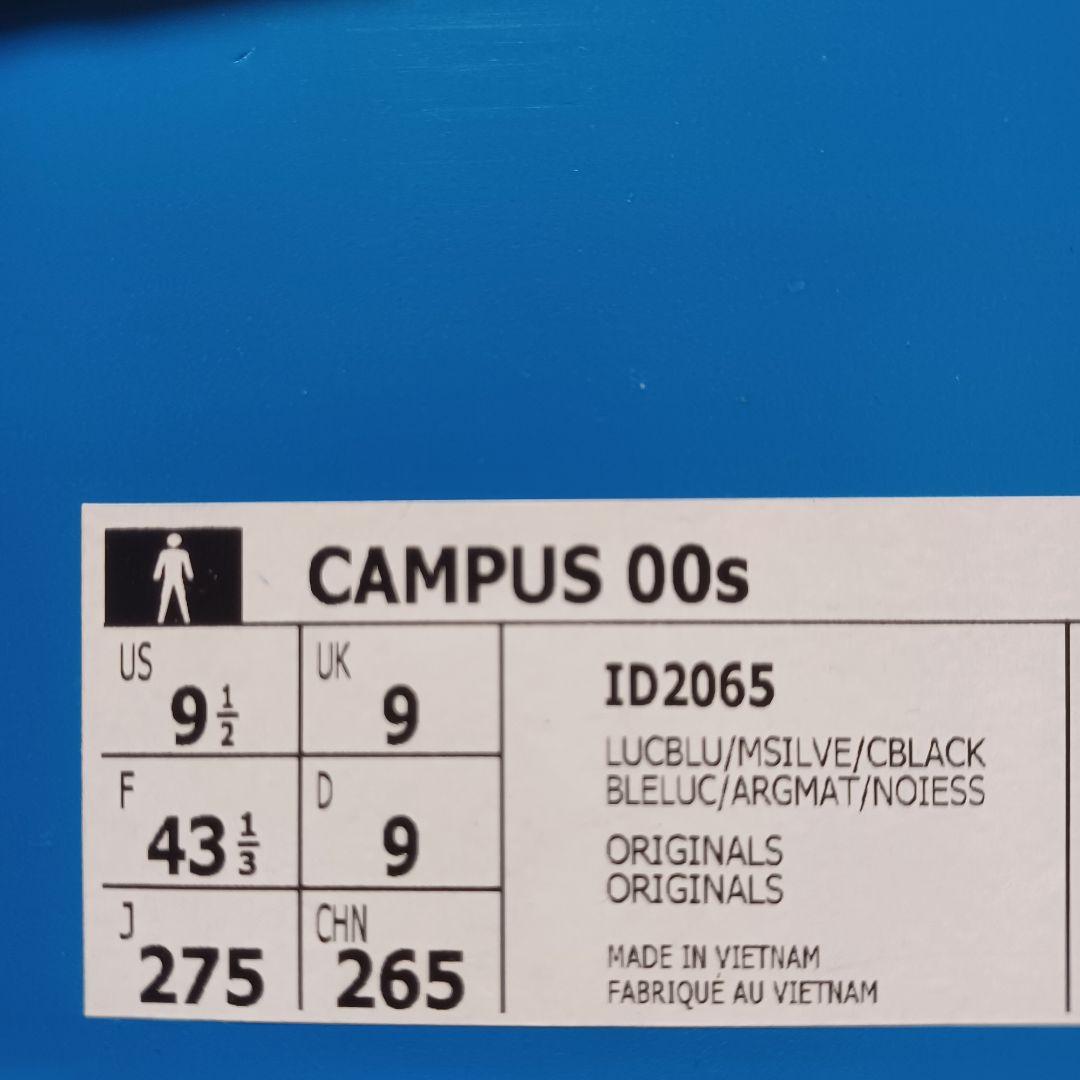 CAMPUS 00s
US 9 1/2
UK 9
F 43 1/3
D 9
J 275
CHN 265
ID2065
LUCBLU/MSILVE/CBLACK
BLELUC/ARGMAT/NOIESS
ORIGINALS
ORIGINALS
MADE IN VIETNAM
FABRIQUÉ AU VIETNAM